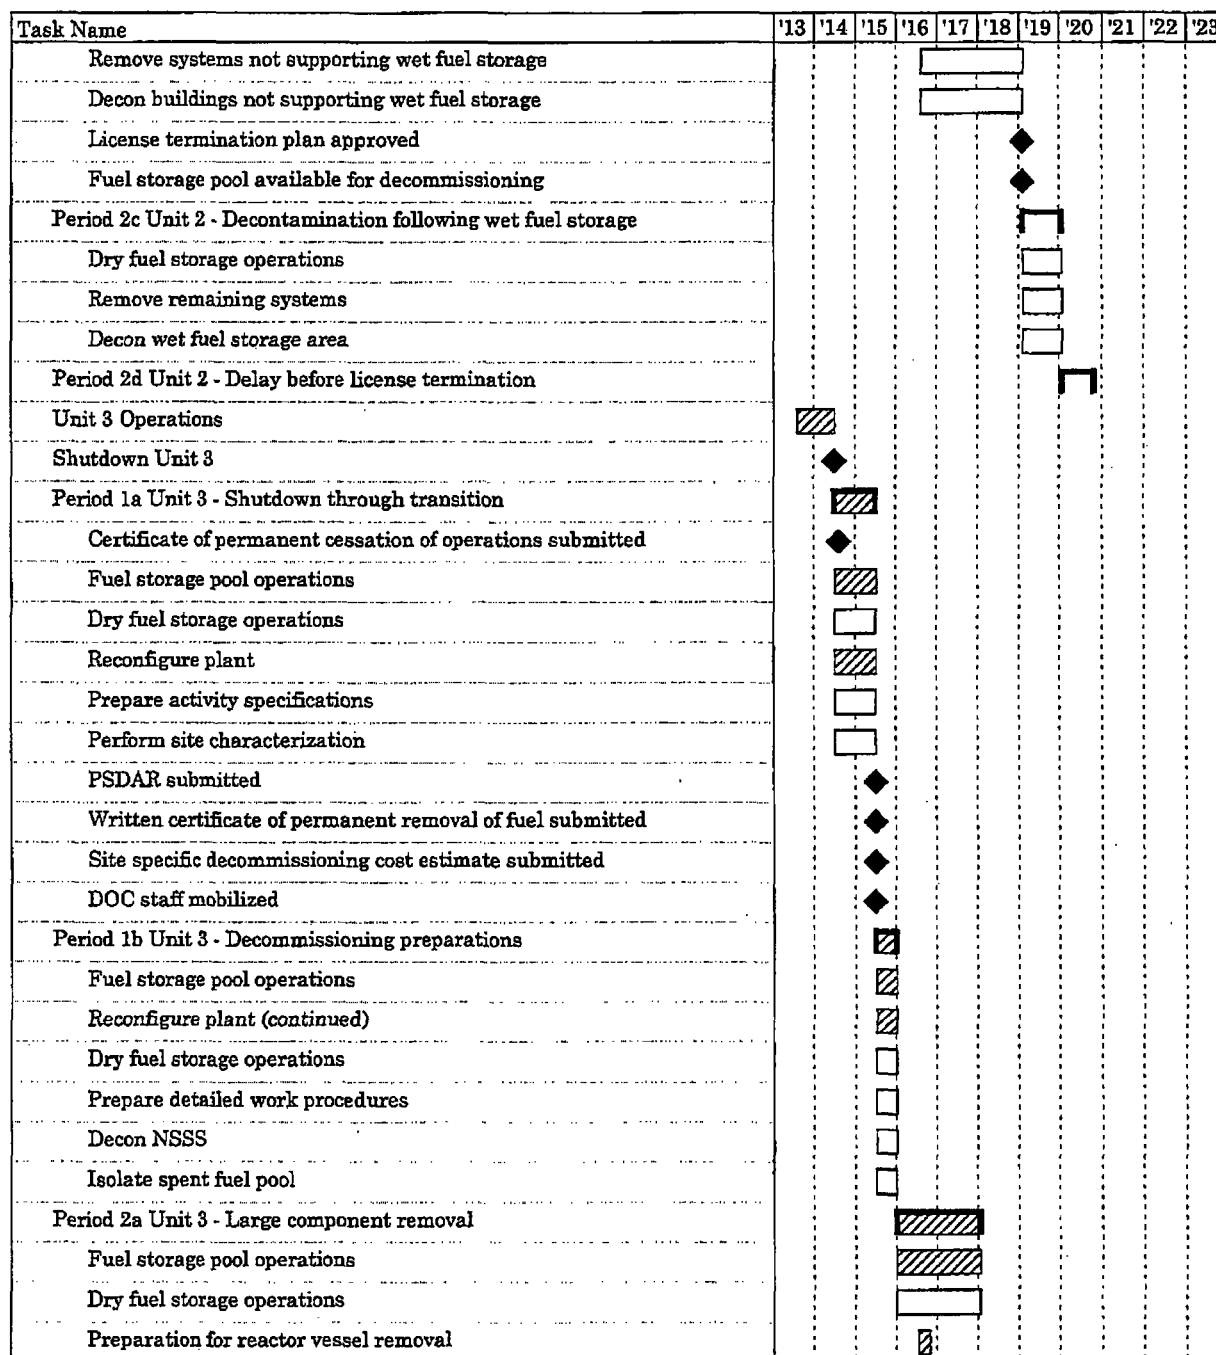 Task Name '13 '14 '15 '16 '17 '18 '19 '20 '21 '22 '23
Remove systems not supporting wet fuel storage
Decon buildings not supporting wet fuel storage
License termination plan approved
Fuel storage pool available for decommissioning
Period 2c Unit 2 - Decontamination following wet fuel storage
Dry fuel storage operations
Remove remaining systems
Decon wet fuel storage area
Period 2d Unit 2 - Delay before license termination
Unit 3 Operations
Shutdown Unit 3
Period 1a Unit 3 - Shutdown through transition
Certificate of permanent cessation of operations submitted
Fuel storage pool operations
Dry fuel storage operations
Reconfigure plant
Prepare activity specifications
Perform site characterization
PSDAR submitted
Written certificate of permanent removal of fuel submitted
Site specific decommissioning cost estimate submitted
DOC staff mobilized
Period 1b Unit 3 - Decommissioning preparations
Fuel storage pool operations
Reconfigure plant (continued)
Dry fuel storage operations
Prepare detailed work procedures
Decon NSSS
Isolate spent fuel pool
Period 2a Unit 3 - Large component removal
Fuel storage pool operations
Dry fuel storage operations
Preparation for reactor vessel removal